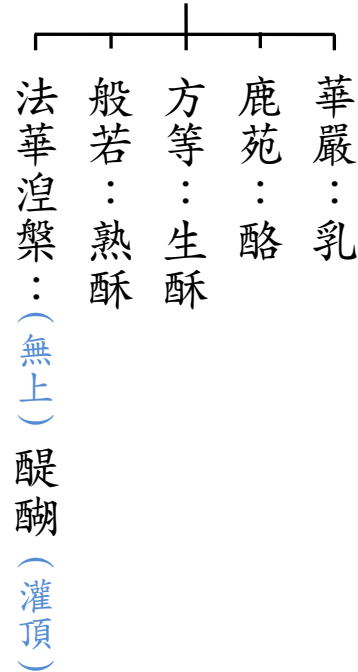 華嚴：乳
鹿苑：酪
方等：生酥
般若：熟酥
法華涅槃：（無上）醍醐（灌頂）